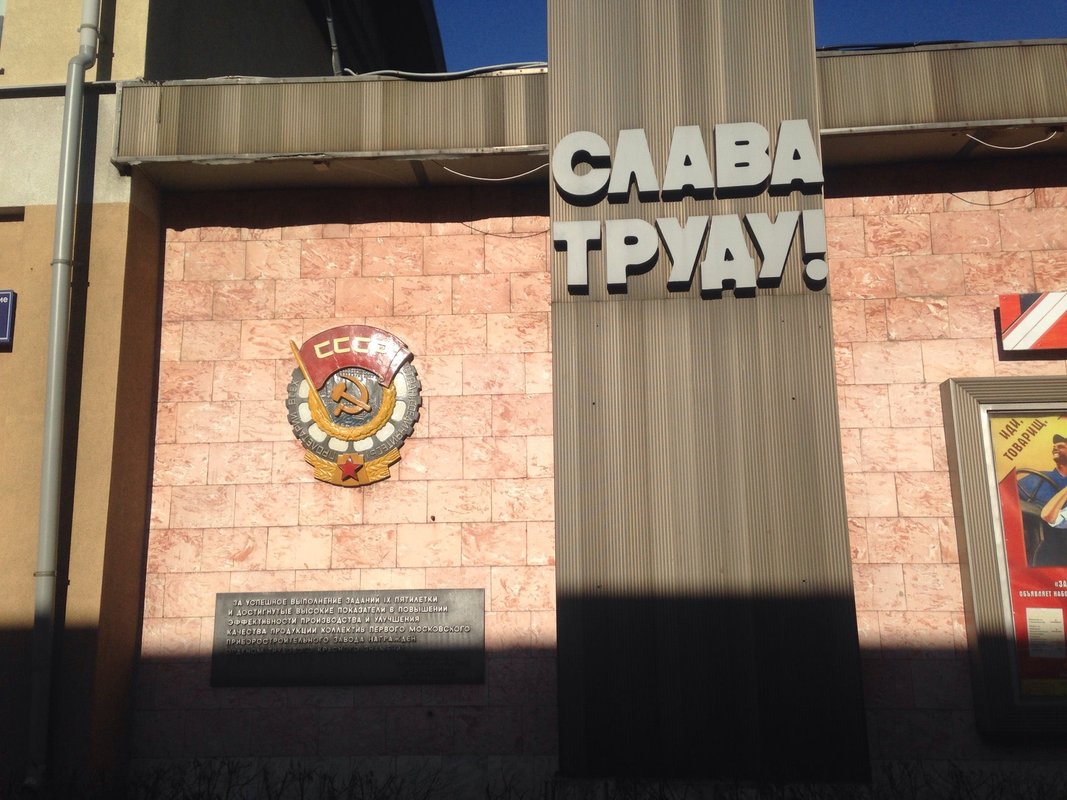 СЛАВА
ТРУДУ!
СССР
ЗА УСПЕШНОЕ ВЫПОЛНЕНИЕ ЗАДАНИЙ IX ПЯТИЛЕТКИ
И ДОСТИГНУТЫЕ ВЫСОКИЕ ПОКАЗАТЕЛИ В ПОВЫШЕНИИ
ЭФФЕКТИВНОСТИ ПРОИЗВОДСТВА И УЛУЧШЕНИЯ
КАЧЕСТВА ПРОДУКЦИИ КОЛЛЕКТИВ ПЕРВОГО МОСКОВСКОГО
ПРИБОРОСТРОИТЕЛЬНОГО ЗАВОДА НАГРАЖДЕН
ИДИ,
ТОВАРИЩ,
ОБЪЯВЛЯЕТ